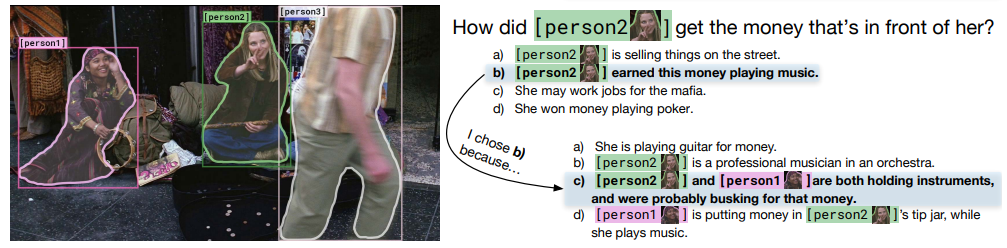 [person1]
[person2]
[person3]
How did [person2] get the money that's in front of her?
a) [person2] is selling things on the street.
b) [person2] earned this money playing music.
c) She may work jobs for the mafia.
d) She won money playing poker.
I chose b)
because...
a) She is playing guitar for money.
b) [person2] is a professional musician in an orchestra.
c) [person2] and [person1] are both holding instruments,
and were probably busking for that money.
d) [person1] is putting money in [person2]'s tip jar, while
she plays music.